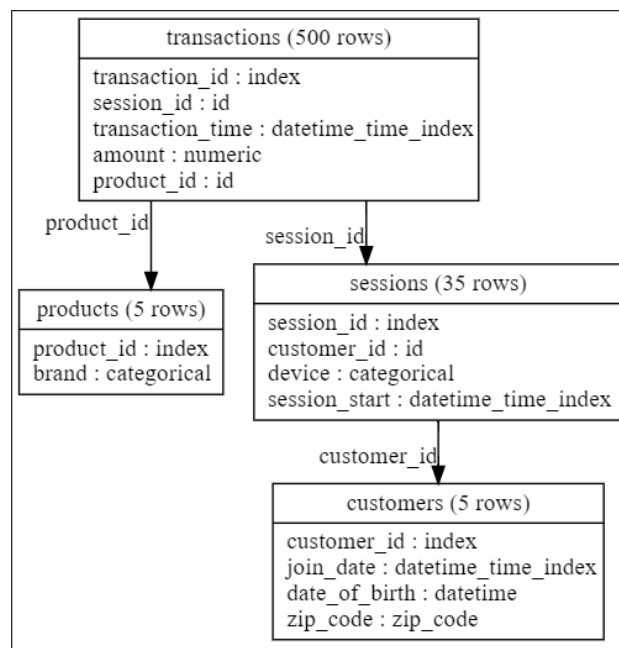 transactions (500 rows)
transaction_id : index
session_id : id
transaction_time : datetime_time_index
amount : numeric
product_id : id
product_id
session_id
products (5 rows)
product_id : index
brand : categorical
sessions (35 rows)
session_id : index
customer_id : id
device : categorical
session_start : datetime_time_index
customer_id
customers (5 rows)
customer_id : index
join_date : datetime_time_index
date_of_birth : datetime
zip_code : zip_code